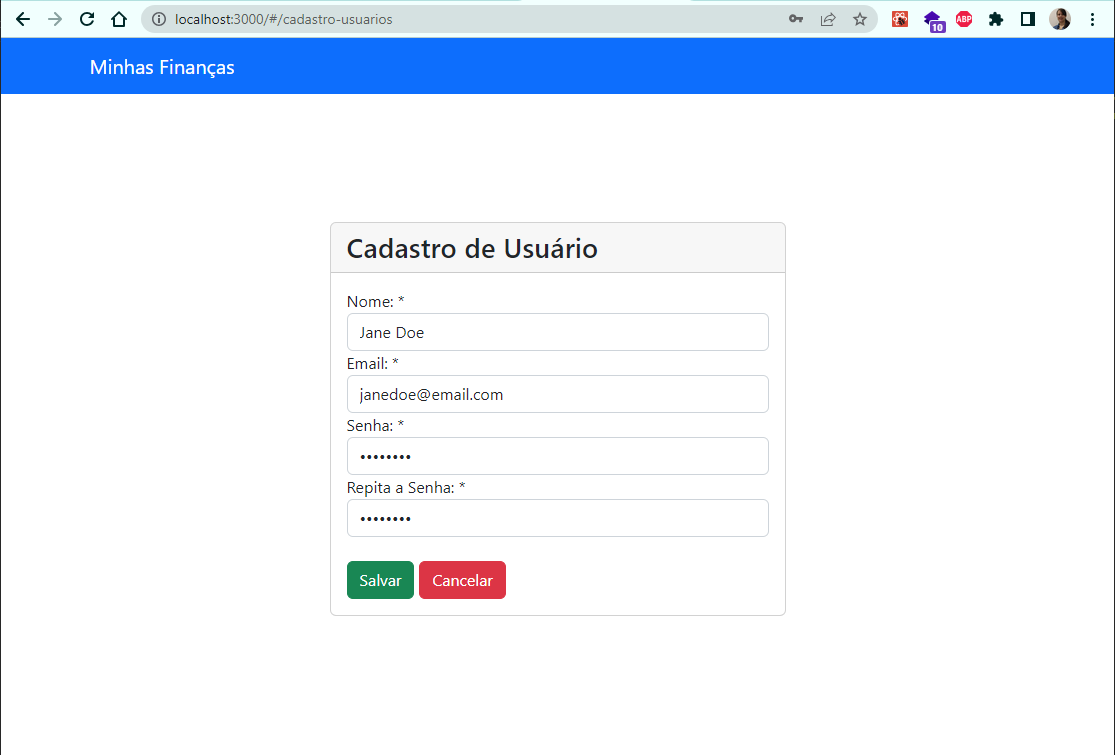 localhost:3000/#/cadastro-usuarios
10
ABP
Minhas Finanças
Cadastro de Usuário
Nome: *
Jane Doe
Email: *
janedoe@email.com
Senha: *
••••••••
Repita a Senha: *
••••••••
Salvar Cancelar